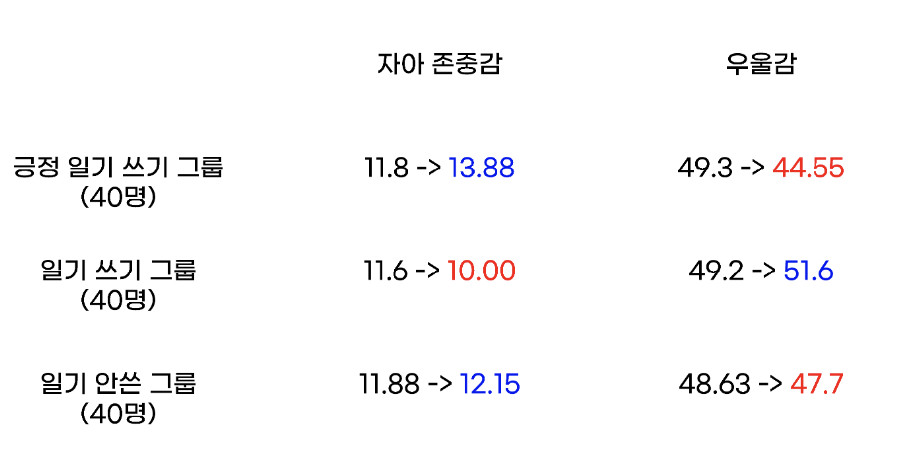 자아 존중감 우울감
긍정 일기 쓰기 그룹 11.8 -> 13.88 49.3 -> 44.55
(40명)
일기 쓰기 그룹 11.6 -> 10.00 49.2 -> 51.6
(40명)
일기 안쓴 그룹 11.88 -> 12.15 48.63 -> 47.7
(40명)